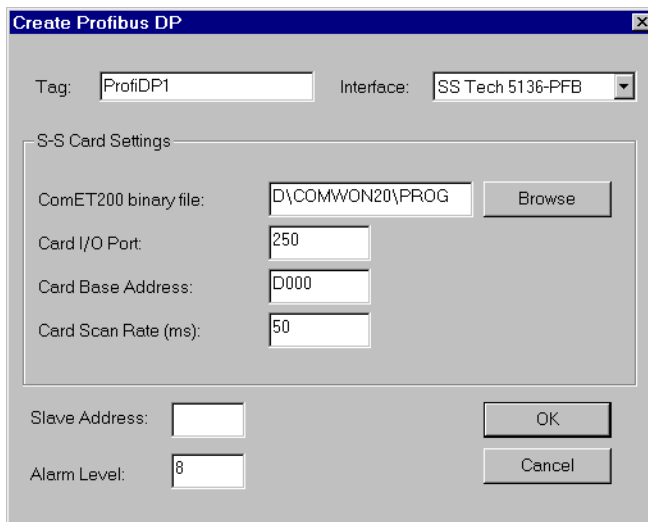 Create Profibus DP
Tag: ProfiDP1 Interface: SS Tech 5136-PFB
S-S Card Settings
ComET200 binary file: D\COMWON20\PROG Browse
Card I/O Port: 250
Card Base Address: D000
Card Scan Rate (ms): 50
Slave Address: OK
Alarm Level: 8 Cancel